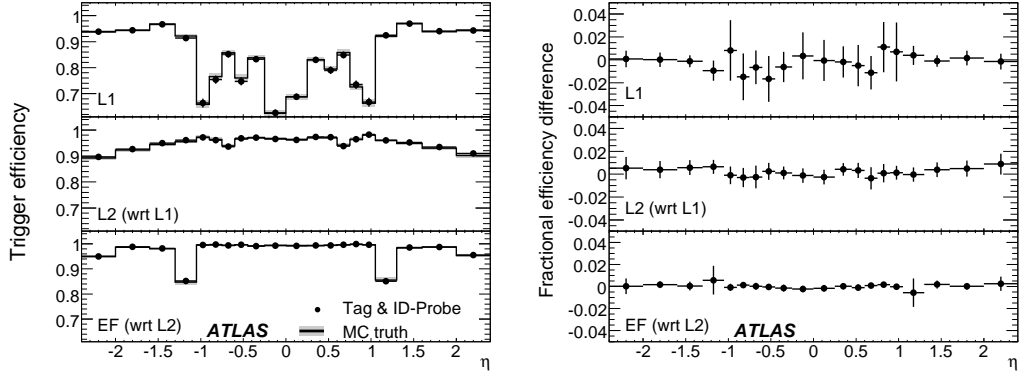 Trigger efficiency
1
0.9
0.8
0.7
L1
1
0.9
0.8
0.7
L2 (wrt L1)
1
0.9
0.8
0.7
EF (wrt L2)
ATLAS
Tag & ID-Probe
MC truth
-2 -1.5 -1 -0.5 0 0.5 1 1.5 2
η
Fractional efficiency difference
0.04
0.02
0
-0.02
-0.04
L1
0.04
0.02
0
-0.02
-0.04
L2 (wrt L1)
0.04
0.02
0
-0.02
-0.04
EF (wrt L2)
ATLAS
-2 -1.5 -1 -0.5 0 0.5 1 1.5 2
η